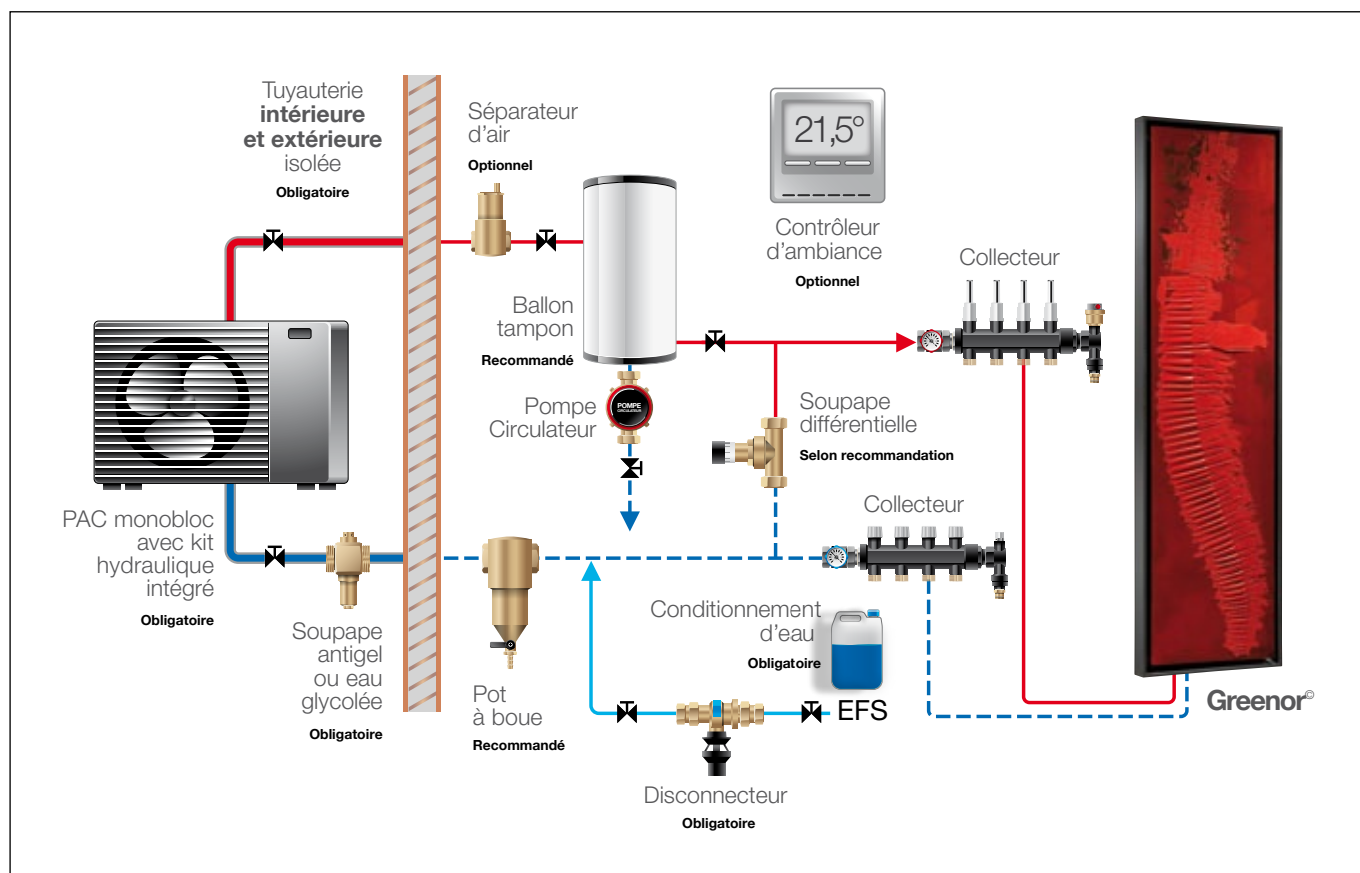 Tuyauterie
intérieure
et extérieure
isolée
Obligatoire
Séparateur
d'air
Optionnel
21,5°
Contrôleur
d'ambiance
Optionnel
Collecteur
Ballon
tampon
Recommandé
POMPE
CIRCULATEUR
Pompe
Circulateur
Soupape
différentielle
Selon recommandation
PAC monobloc
avec kit
hydraulique
intégré
Obligatoire
Soupape
antigel
ou eau
glycolée
Obligatoire
Pot
à boue
Recommandé
Collecteur
Conditionnement
d'eau
Obligatoire
EFS
Disconnecteur
Obligatoire
Greenor©